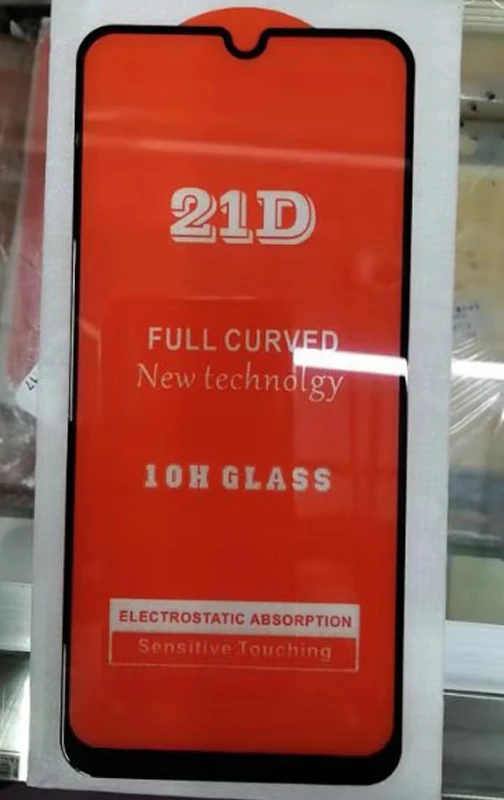 21D
FULL CURVED
New technolgy
10H GLASS
ELECTROSTATIC ABSORPTION
Sensitive Touching